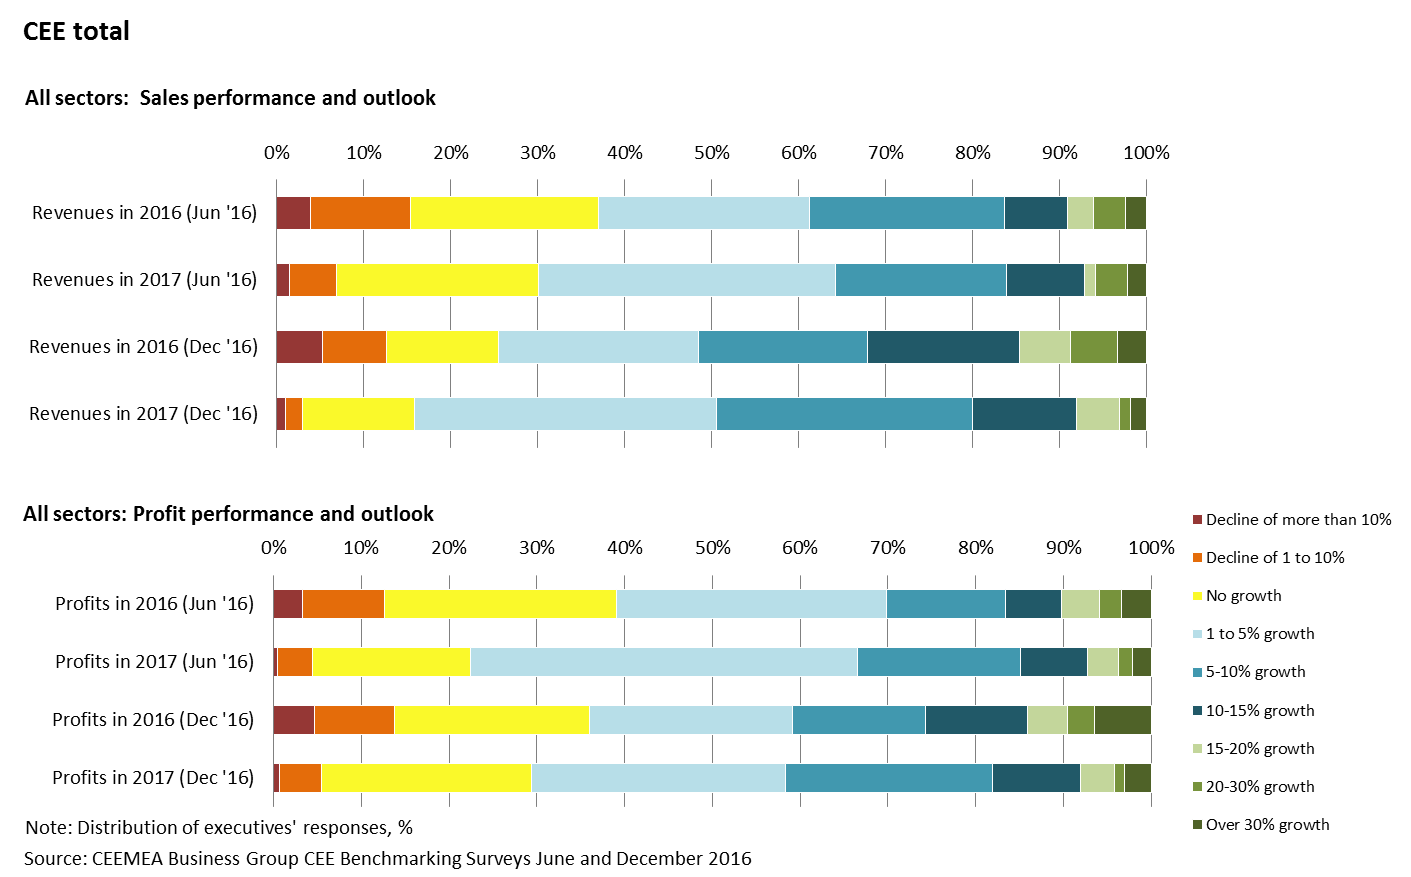 CEE total
All sectors:  Sales performance and outlook
0% 10% 20% 30% 40% 50% 60% 70% 80% 90% 100%
Revenues in 2016 (Jun '16)
Revenues in 2017 (Jun '16)
Revenues in 2016 (Dec '16)
Revenues in 2017 (Dec '16)
All sectors: Profit performance and outlook
0% 10% 20% 30% 40% 50% 60% 70% 80% 90% 100%
Profits in 2016 (Jun '16)
Profits in 2017 (Jun '16)
Profits in 2016 (Dec '16)
Profits in 2017 (Dec '16)
Decline of more than 10%
Decline of 1 to 10%
No growth
1 to 5% growth
5-10% growth
10-15% growth
15-20% growth
20-30% growth
Over 30% growth
Note: Distribution of executives' responses, %
Source: CEEMEA Business Group CEE Benchmarking Surveys June and December 2016